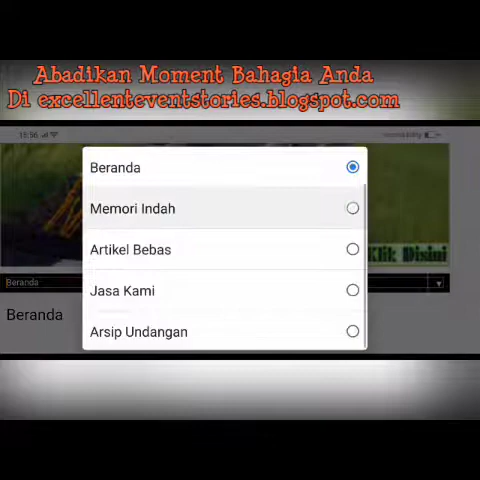 Abadikan Moment Bahagia Anda
Di excellenteventstories.blogspot.com
Beranda
Memori Indah
Artikel Bebas
Klik Disini
Beranda
Jasa Kami
Beranda
Arsip Undangan